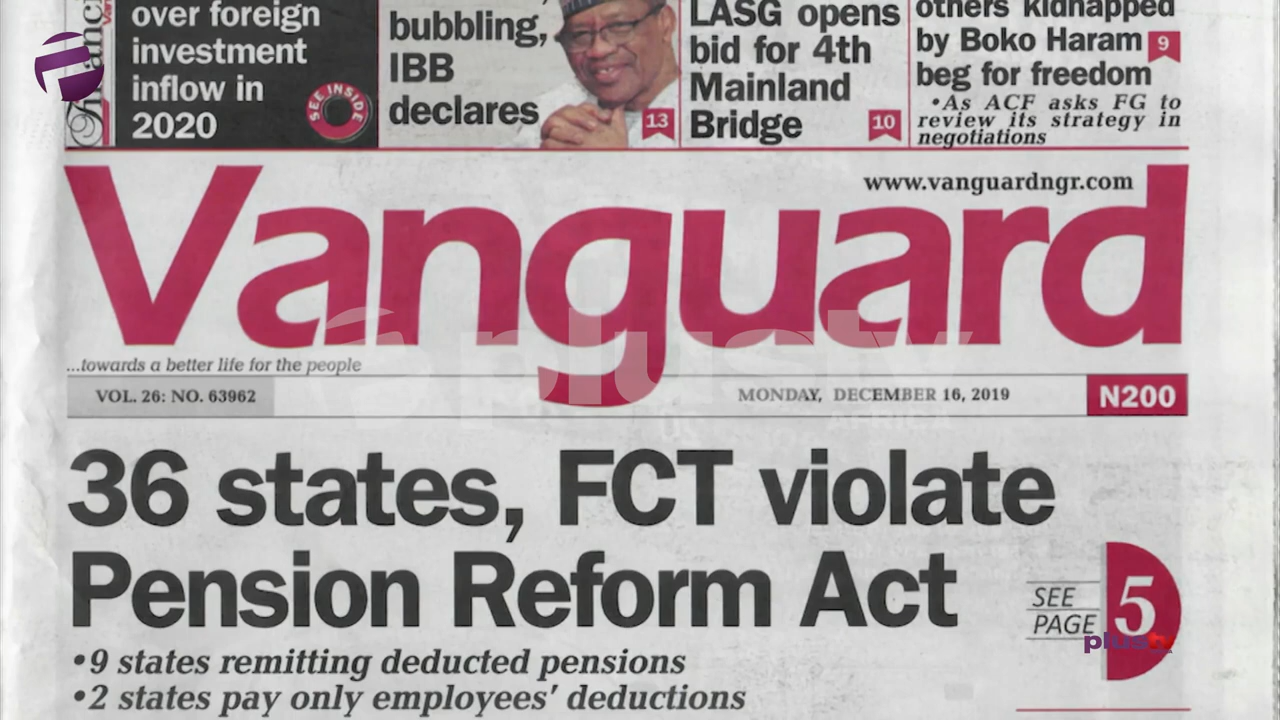 over foreign
investment
inflow in
2020
SEE INSIDE
bubbling,
IBB
declares
13
LASG opens
bid for 4th
Mainland
Bridge
10
others kidnapped
by Boko Haram 9
beg for freedom
•As ACF asks FG to
review its strategy in
negotiations
www.vanguardngr.com
Vanguard
...towards a better life for the people
VOL. 26: NO. 63962
MONDAY, DECEMBER 16, 2019
N200
plustv
AFRICA
36 states, FCT violate
Pension Reform Act
SEE
PAGE
5
plustv
•9 states remitting deducted pensions
•2 states pay only employees' deductions